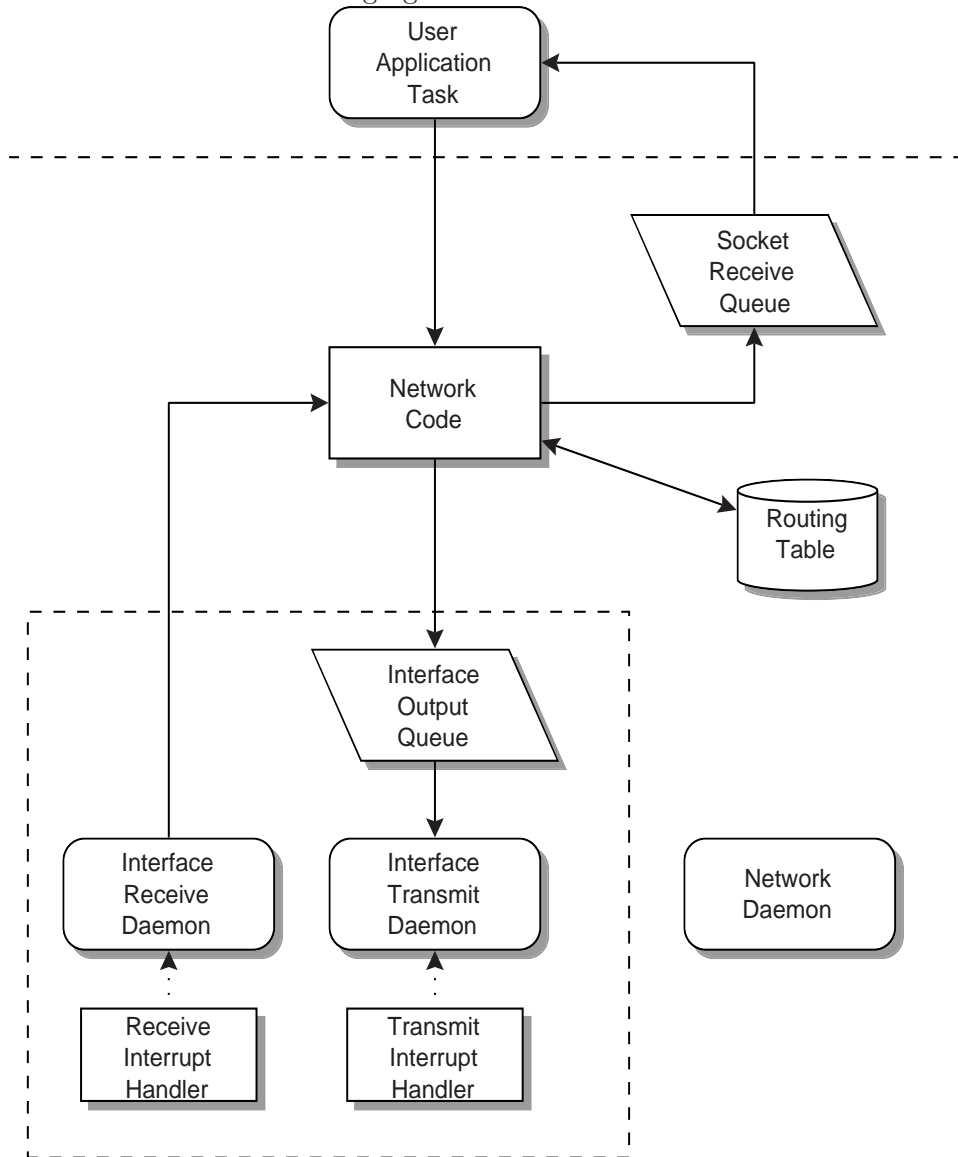 User
Application
Task
Socket
Receive
Queue
Network
Code
Routing
Table
Interface
Output
Queue
Interface
Receive
Daemon
Interface
Transmit
Daemon
Network
Daemon
Receive
Interrupt
Handler
Transmit
Interrupt
Handler